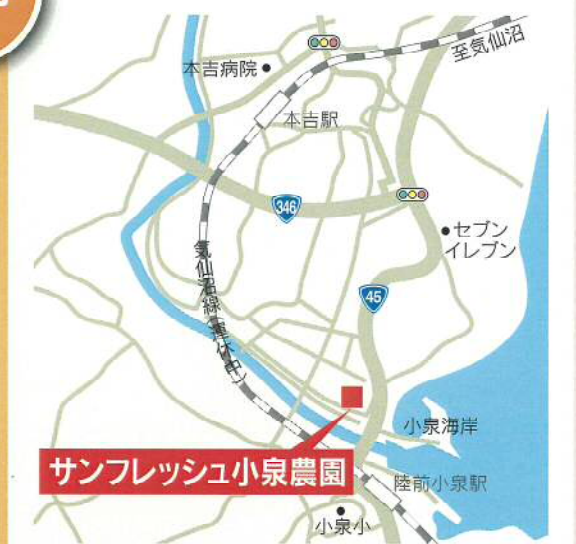 至気仙沼
本吉病院
本吉駅
346
セブン
イレブン
気仙沼線(運休中)
45
小泉海岸
サンフレッシュ小泉農園
陸前小泉駅
小泉小